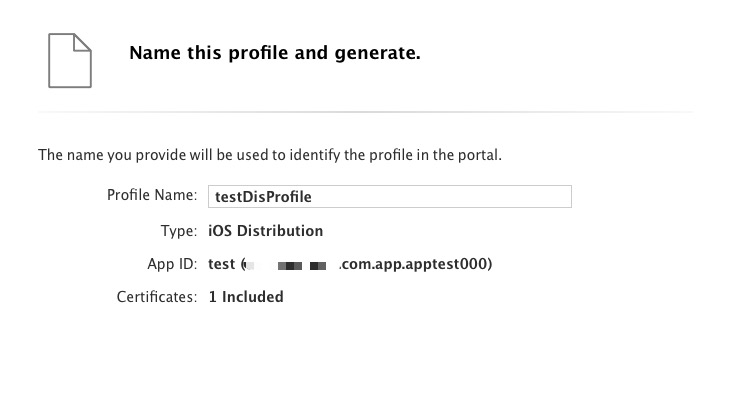 Name this profile and generate.
The name you provide will be used to identify the profile in the portal.
Profile Name: testDisProfile
Type: iOS Distribution
App ID: test ( .com.app.apptest000)
Certificates: 1 Included